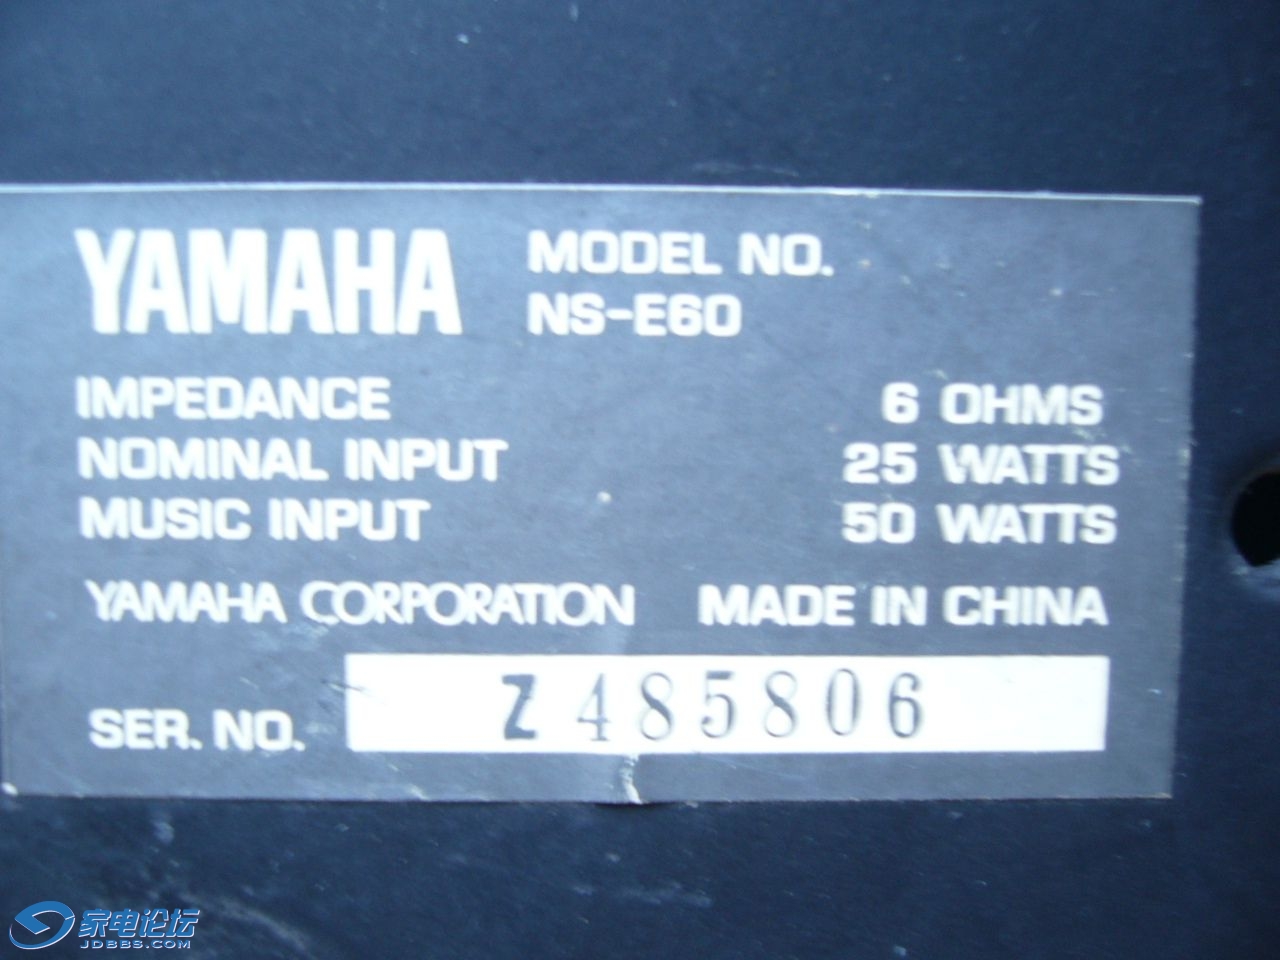 YAMAHA MODEL NO.
NS-E60
IMPEDANCE 6 OHMS
NOMINAL INPUT 25 WATTS
MUSIC INPUT 50 WATTS
YAMAHA CORPORATION MADE IN CHINA
SER. NO. Z485806
家电论坛
JDBBS.COM